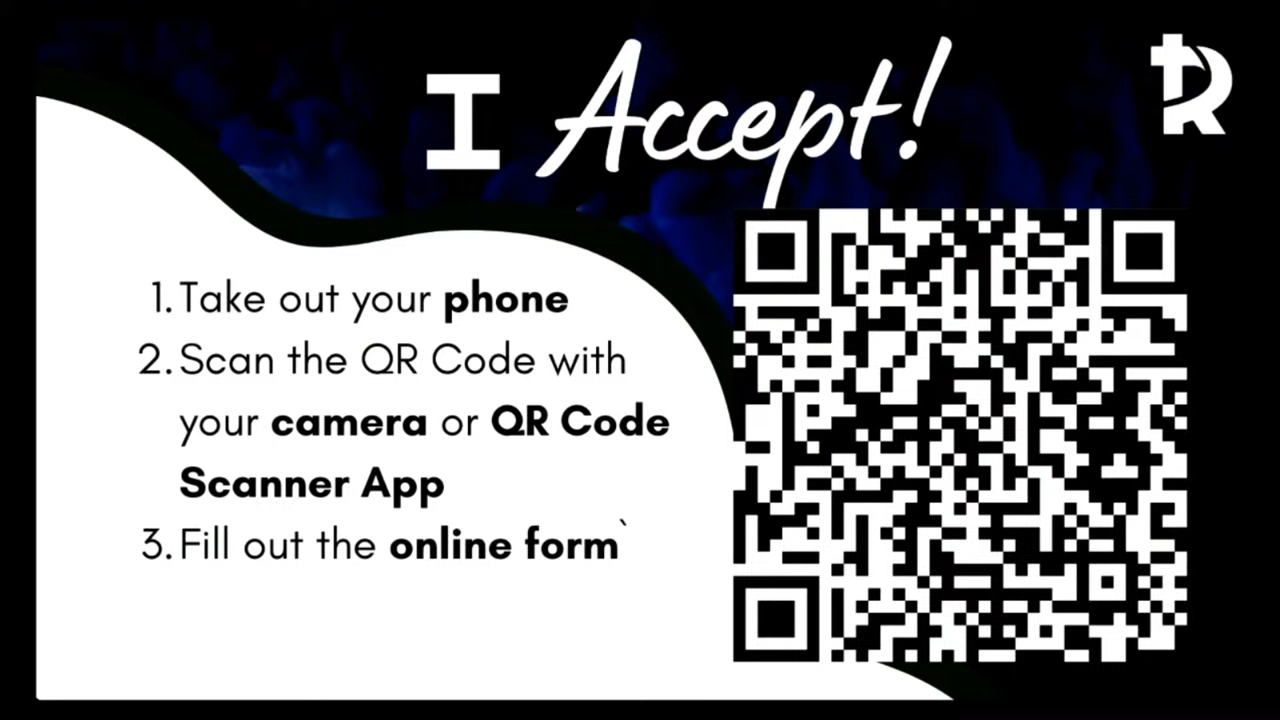 I Accept!
R
1. Take out your phone
2. Scan the QR Code with
your camera or QR Code
Scanner App
3. Fill out the online form`